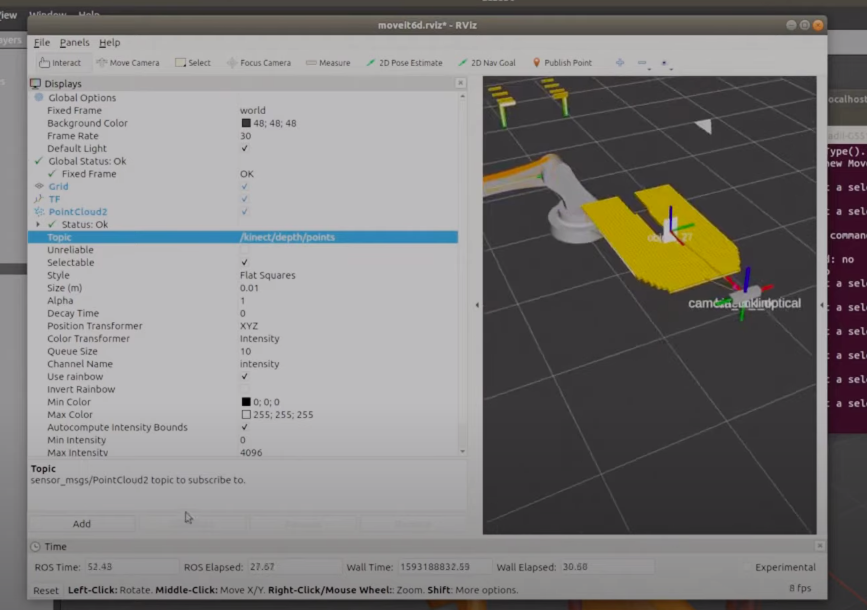 moveit6d.rviz* - RViz
File Panels Help
Interact Move Camera Select Focus Camera Measure 2D Pose Estimate 2D Nav Goal Publish Point
Displays
Global Options
Fixed Frame world
Background Color 48; 48; 48
Frame Rate 30
Default Light ✓
✓ Global Status: Ok
✓ Fixed Frame OK
Grid ✓
TF ✓
PointCloud2 ✓
✓ Status: Ok
Topic /kinect/depth/points
Unreliable
Selectable ✓
Style Flat Squares
Size (m) 0.01
Alpha 1
Decay Time 0
Position Transformer XYZ
Color Transformer Intensity
Queue Size 10
Channel Name intensity
Use rainbow ✓
Invert Rainbow
Min Color 0; 0; 0
Max Color 255; 255; 255
Autocompute Intensity Bounds ✓
Min Intensity 0
Max Intensity 4096
Topic
sensor_msgs/PointCloud2 topic to subscribe to.
Add
Time
ROS Time: 52.43 ROS Elapsed: 27.67 Wall Time: 1593188832.59 Wall Elapsed: 30.60 Experimental
Reset Left-Click: Rotate. Middle-Click: Move X/Y. Right-Click/Mouse Wheel:: Zoom. Shift: More options. 8 fps
ocalhost
ype().
new Mov
t a sel
t a sel
command
: no
t a sel
t a sel
t a sel
t a sel
t a sel
t a sel